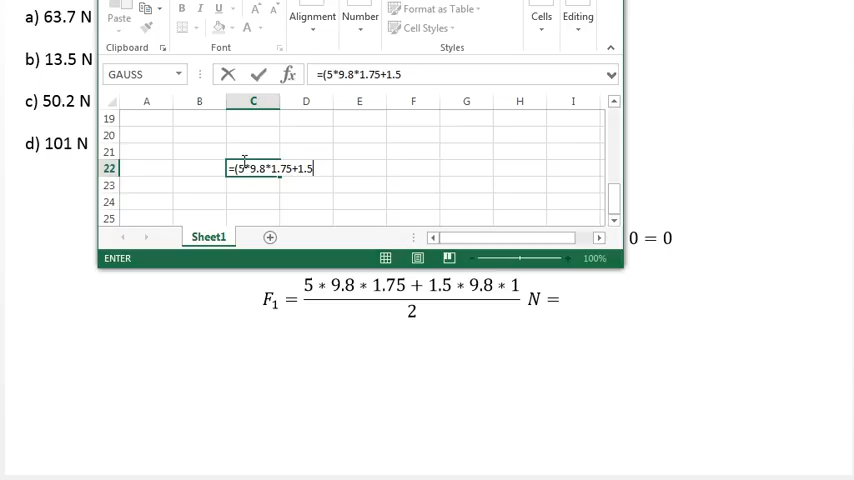 a) 63.7 N
b) 13.5 N
c) 50.2 N
d) 101 N
Paste
B I U A A
A
Alignment
Number
Format as Table
Cell Styles
Cells
Editing
Clipboard
Font
Styles
GAUSS
fx
=(5*9.8*1.75+1.5
A B C D E F G H I
19
20
21
22 =(5*9.8*1.75+1.5
23
24
25
Sheet1
ENTER
100%
0 = 0
F₁ = (5 ∗ 9.8 ∗ 1.75 + 1.5 ∗ 9.8 ∗ 1) / 2 N =